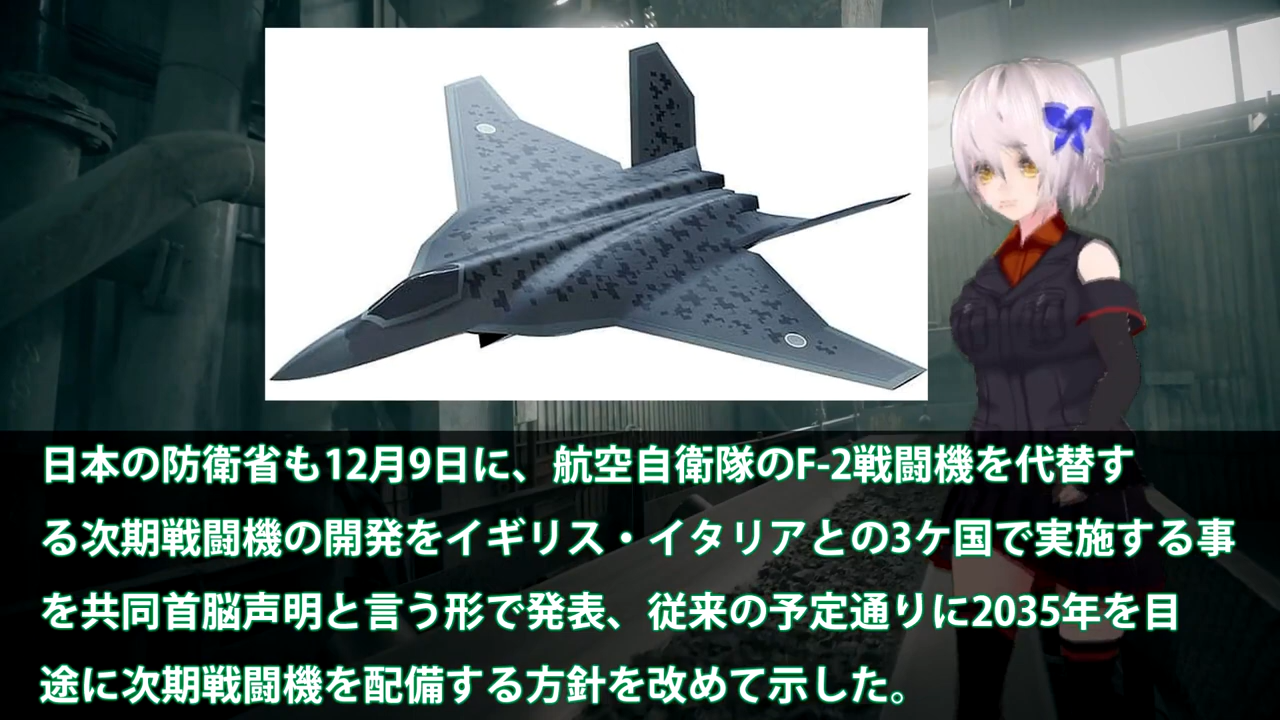 日本の防衛省も12月9日に、航空自衛隊のF-2戦闘機を代替す
る次期戦闘機の開発をイギリス・イタリアとの3ケ国で実施する事
を共同首脳声明と言う形で発表、従来の予定通りに2035年を目
途に次期戦闘機を配備する方針を改めて示した。